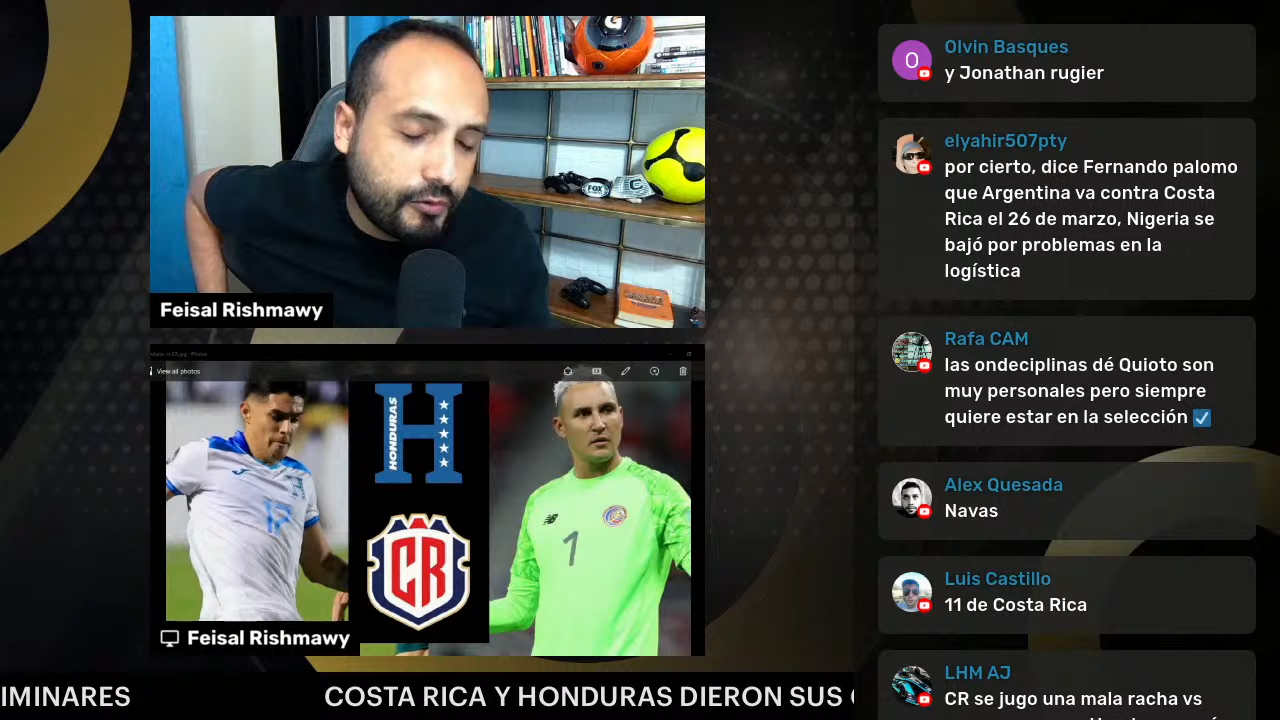 Feisal Rishmawy
View all photos
HONDURAS
H
CR
1
17
Feisal Rishmawy
FOX
O
Olvin Basques
y Jonathan rugier
elyahir507pty
por cierto, dice Fernando palomo
que Argentina va contra Costa
Rica el 26 de marzo, Nigeria se
bajó por problemas en la
logística
Rafa CAM
las ondeciplinas dé Quioto son
muy personales pero siempre
quiere estar en la selección
Alex Quesada
Navas
Luis Castillo
11 de Costa Rica
LHM AJ
CR se jugo una mala racha vs
IMINARES
COSTA RICA Y HONDURAS DIERON SUS